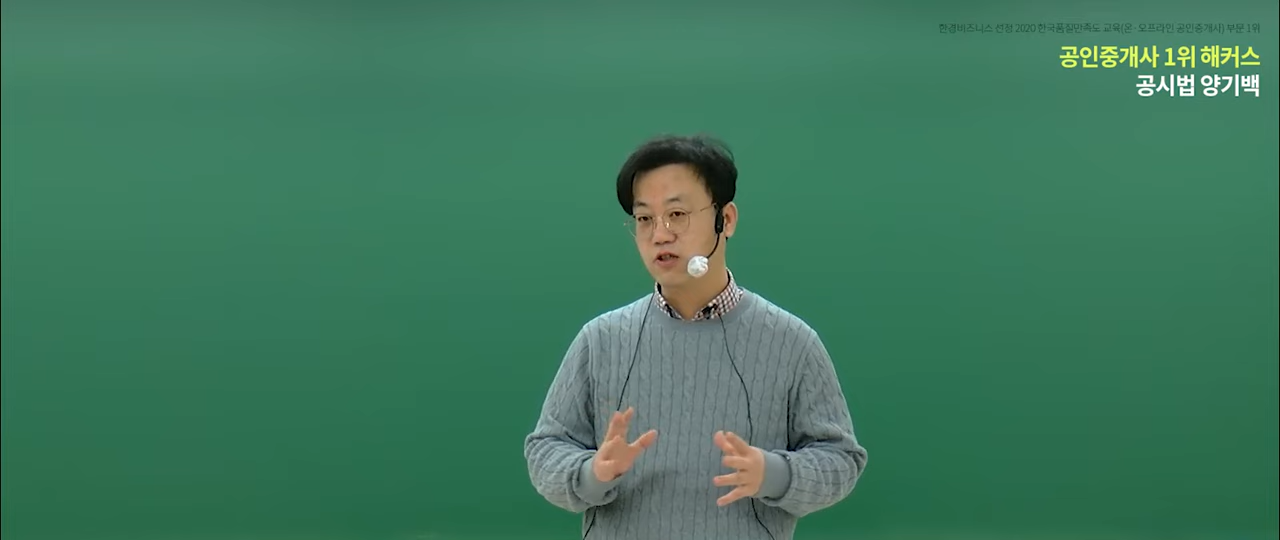 한경비즈니스 선정 2020 한국품질만족도 교육(온·오프라인 공인중개사) 부문 1위
공인중개사 1위 해커스
공시법 양기백